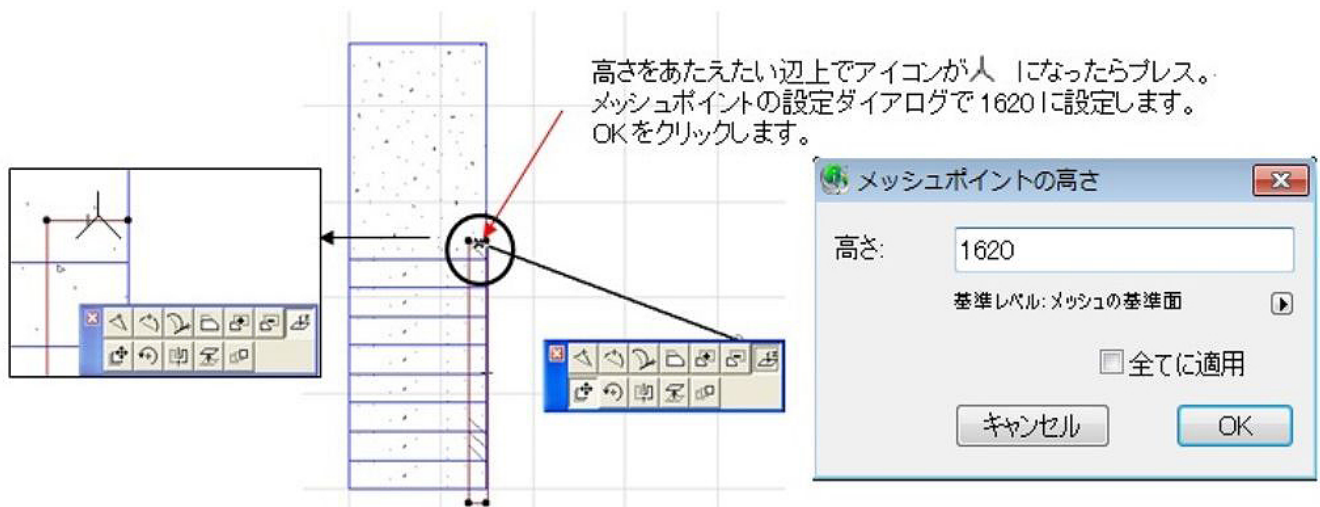 高さをあたえたい辺上でアイコンが人 になったらプレス。
メッシュポイントの設定ダイアログで1620に設定します。
OKをクリックします。
メッシュポイントの高さ
高さ:
1620
基準レベル:メッシュの基準面
全てに適用
キャンセル
OK